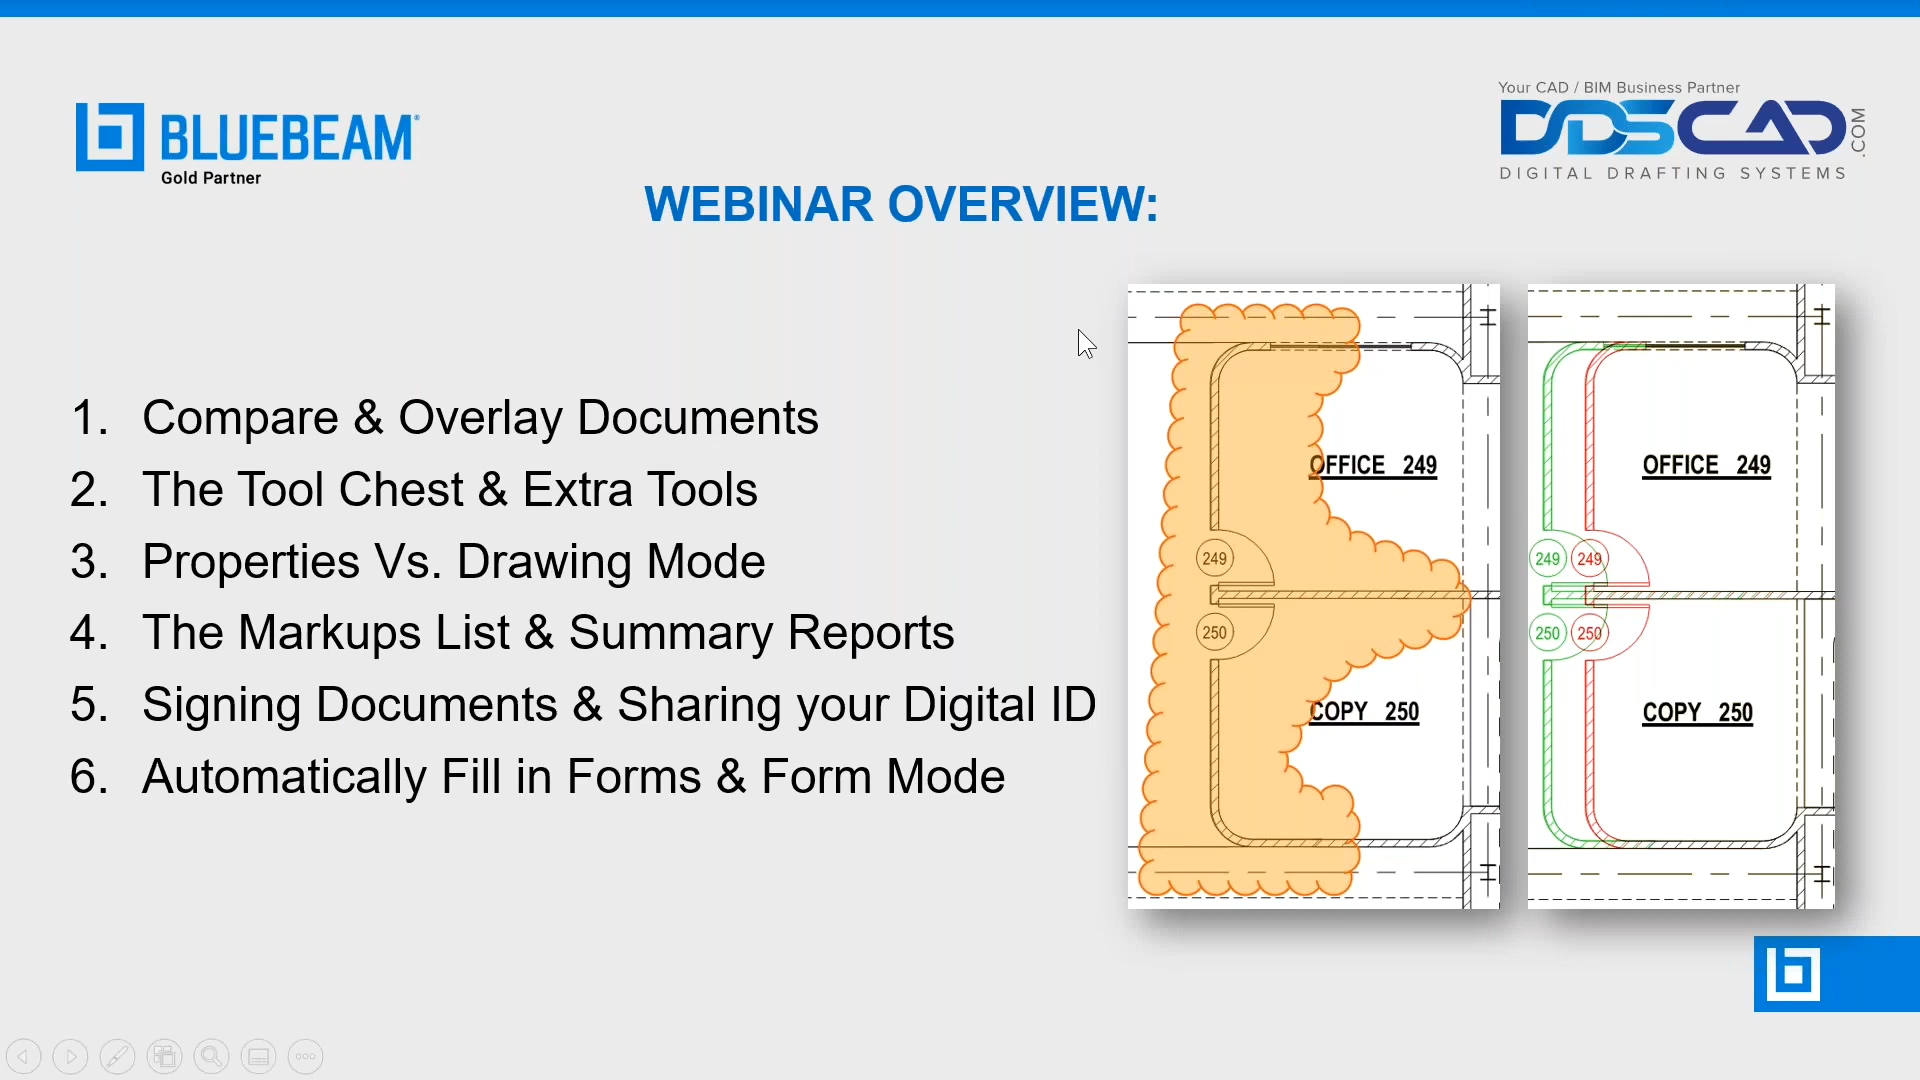 BLUEBEAM®
Gold Partner
Your CAD / BIM Business Partner
DDSCAD.COM
DIGITAL DRAFTING SYSTEMS
WEBINAR OVERVIEW:
1. Compare & Overlay Documents
2. The Tool Chest & Extra Tools
3. Properties Vs. Drawing Mode
4. The Markups List & Summary Reports
5. Signing Documents & Sharing your Digital ID
6. Automatically Fill in Forms & Form Mode
OFFICE 249
249
250
COPY 250
OFFICE 249
249 249
250 250
COPY 250